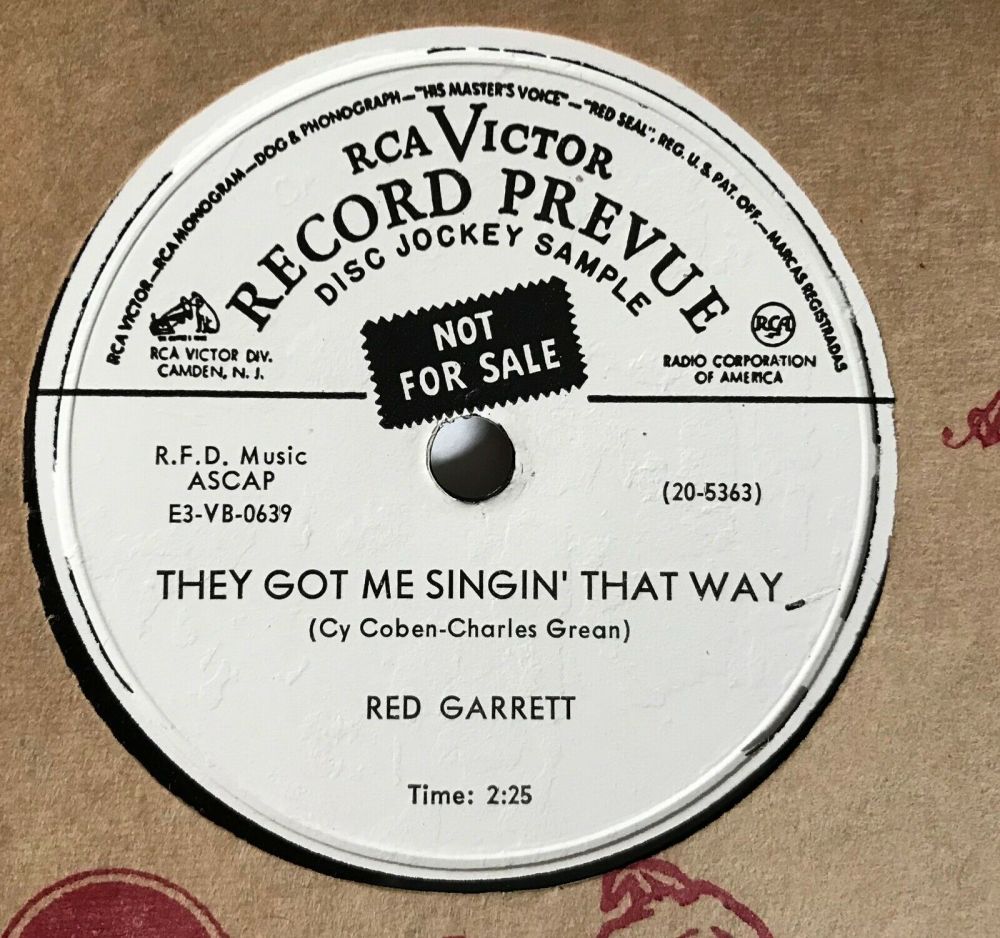 RCA VICTOR—RCA MONOGRAM—DOG & PHONOGRAPH—"HIS MASTER'S VOICE"—"RED SEAL", REG. U. S. PAT. OFF.—MARCAS REGISTRADAS
RCA VICTOR
RECORD PREVUE
DISC JOCKEY SAMPLE
NOT
FOR SALE
RCA VICTOR DIV.
CAMDEN, N. J.
RCA
RADIO CORPORATION
OF AMERICA
R.F.D. Music
ASCAP
E3-VB-0639
(20-5363)
THEY GOT ME SINGIN' THAT WAY
(Cy Coben-Charles Grean)
RED GARRETT
Time: 2:25